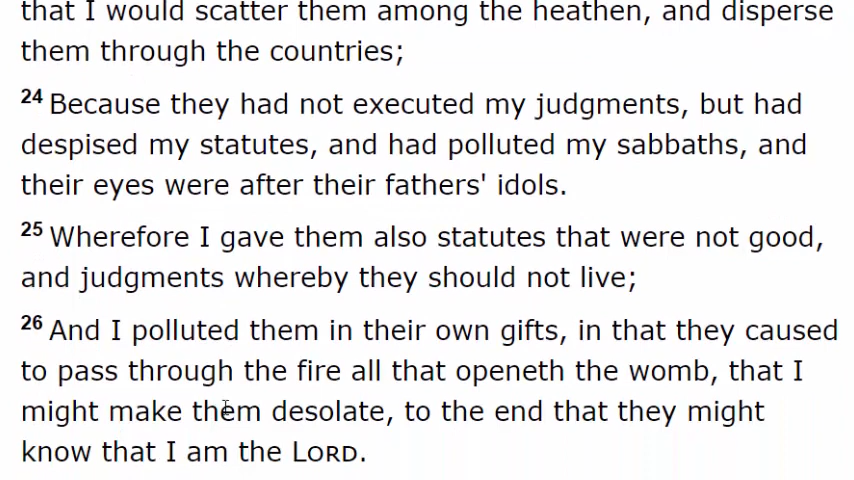 that I would scatter them among the heathen, and disperse
them through the countries;
24 Because they had not executed my judgments, but had
despised my statutes, and had polluted my sabbaths, and
their eyes were after their fathers' idols.
25 Wherefore I gave them also statutes that were not good,
and judgments whereby they should not live;
26 And I polluted them in their own gifts, in that they caused
to pass through the fire all that openeth the womb, that I
might make them desolate, to the end that they might
know that I am the LORD.